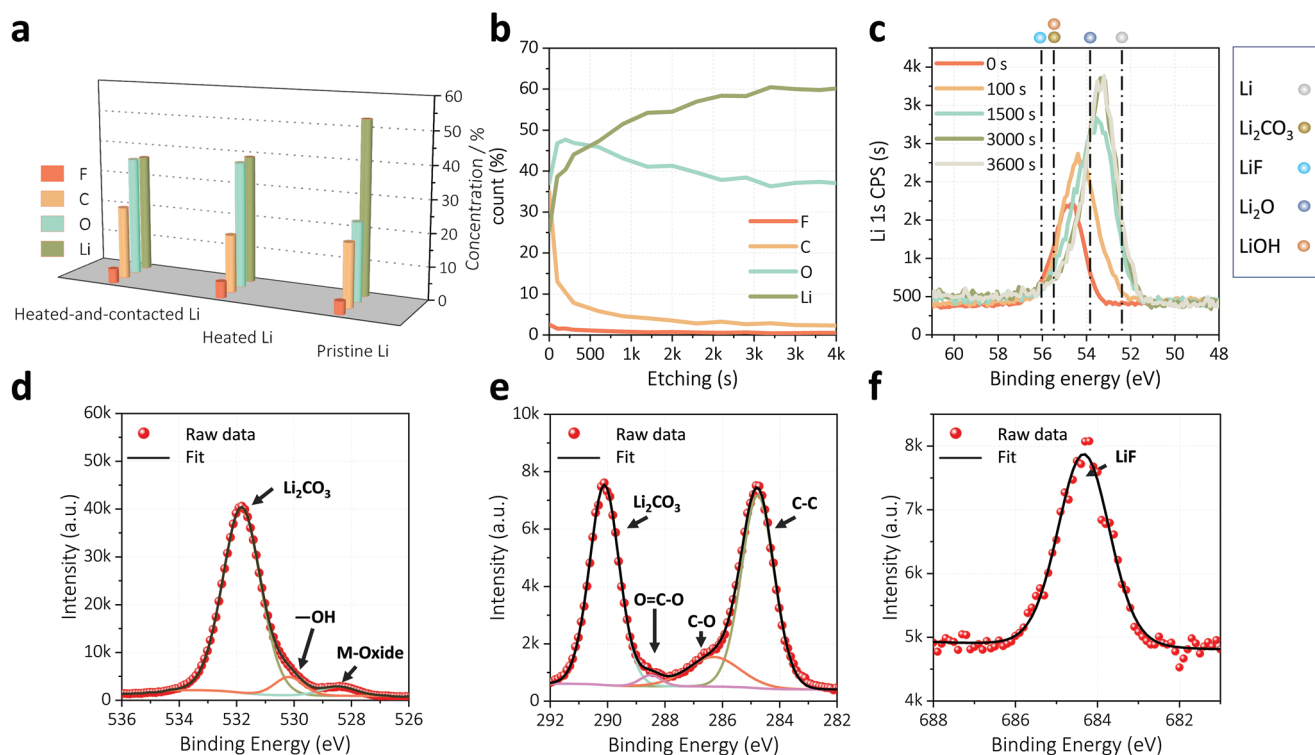 a
60
50
40
30
20
10
0
Concentration / %
F
C
O
Li
Heated-and-contacted Li
Heated Li
Pristine Li
b
70
60
50
40
30
20
10
0
count (%)
F
C
O
Li
0
500
1k
2k
2k
3k
3k
4k
Etching (s)
c
4k
3k
3k
2k
2k
1k
500
0
Li 1s CPS (s)
0 s
100 s
1500 s
3000 s
3600 s
60
58
56
54
52
50
48
Binding energy (eV)
Li
Li₂CO₃
LiF
Li₂O
LiOH
d
60k
50k
40k
30k
20k
10k
0
Intensity (a.u.)
Raw data
Fit
Li₂CO₃
—OH
M-Oxide
536
534
532
530
528
526
Binding Energy (eV)
e
10k
8k
6k
4k
2k
0
Intensity (a.u.)
Raw data
Fit
Li₂CO₃
C-C
O=C-O
C-O
292
290
288
286
284
282
Binding Energy (eV)
f
8k
7k
6k
5k
4k
Intensity (a.u.)
Raw data
Fit
LiF
688
686
684
682
Binding Energy (eV)